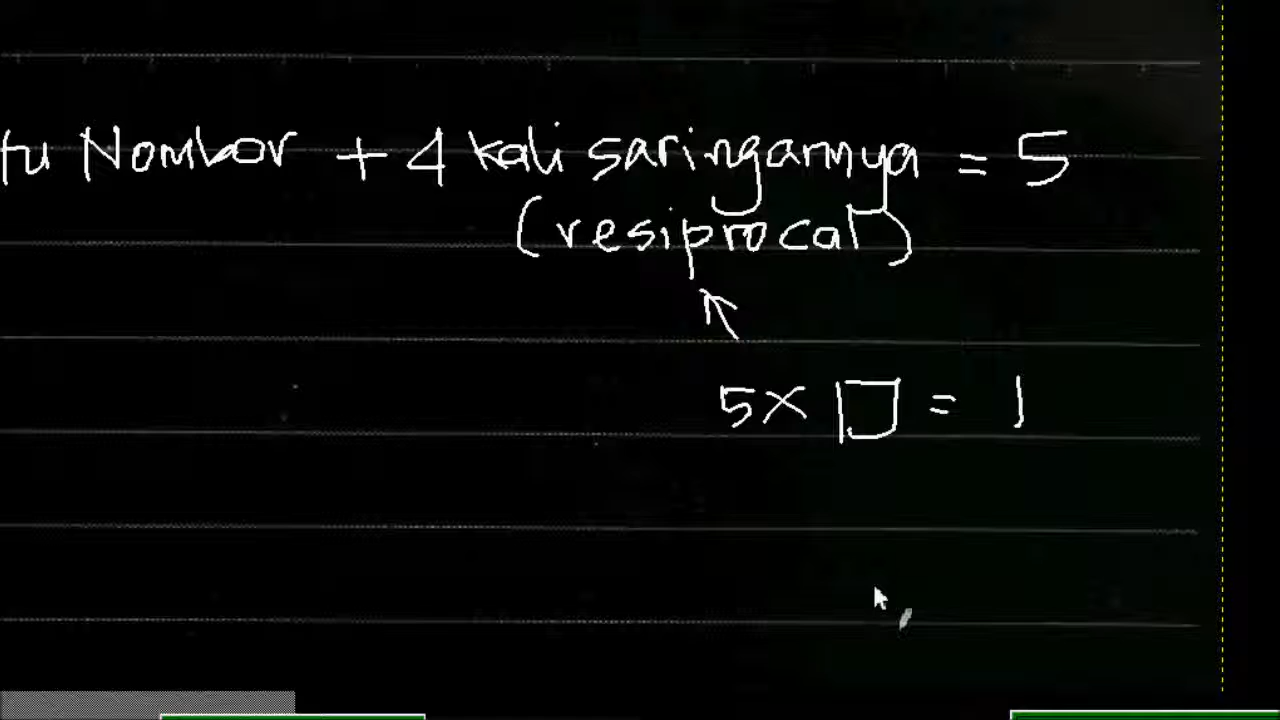 tu Nombor + 4 kali saringannya = 5
(resiprocal)
5 × □ = 1